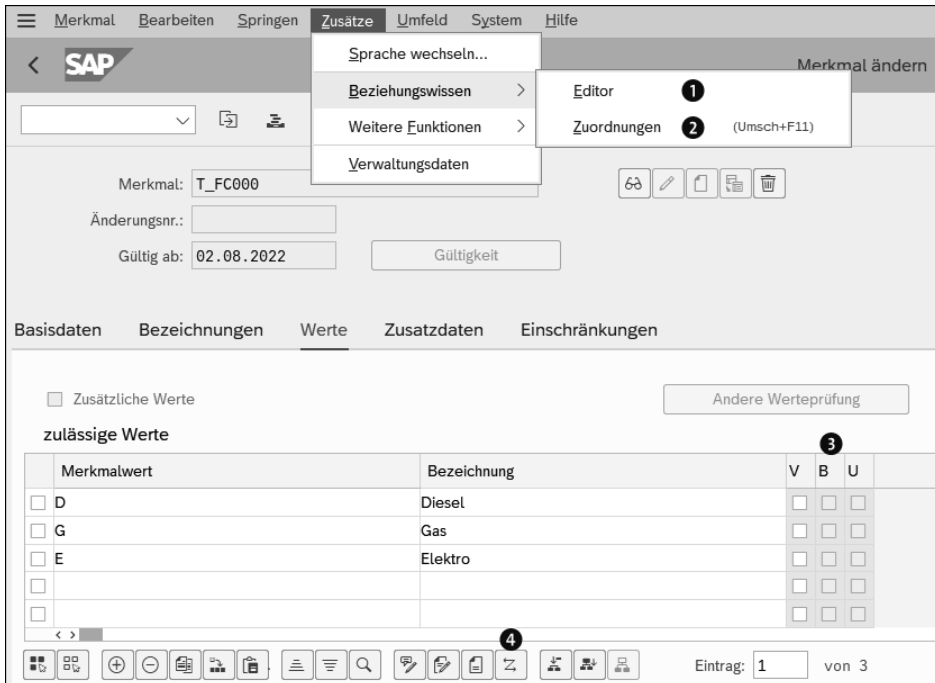 Merkmal Bearbeiten Springen Zusätze Umfeld System Hilfe
SAP
Merkmal ändern
Sprache wechseln...
Beziehungswissen
Weitere Funktionen
Verwaltungsdaten
Editor 1
Zuordnungen 2 (Umsch+F11)
Merkmal: T_FC000
Änderungsnr.:
Gültig ab: 02.08.2022 Gültigkeit
Basisdaten Bezeichnungen Werte Zusatzdaten Einschränkungen
Zusätzliche Werte Andere Werteprüfung
zulässige Werte
3
Merkmalwert Bezeichnung V B U
D Diesel
G Gas
E Elektro
4
Eintrag: 1 von 3